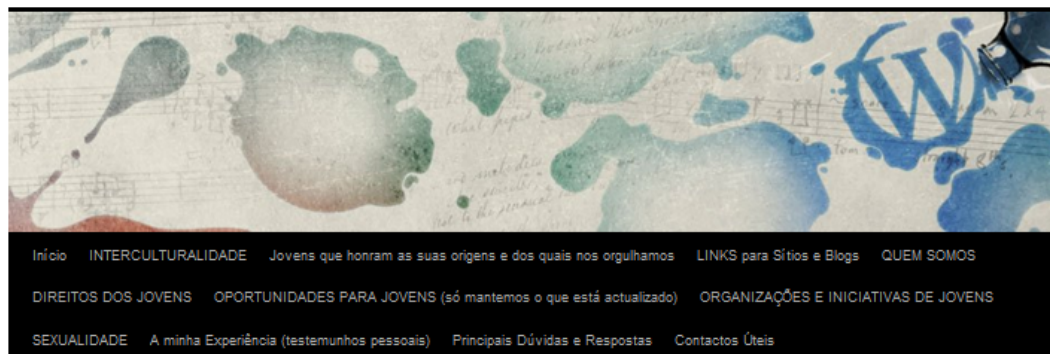 W
Início INTERCULTURALIDADE Jovens que honram as suas origens e dos quais nos orgulhamos LINKS para Sítios e Blogs QUEM SOMOS
DIREITOS DOS JOVENS OPORTUNIDADES PARA JOVENS (só mantemos o que está actualizado) ORGANIZAÇÕES E INICIATIVAS DE JOVENS
SEXUALIDADE A minha Experiência (testemunhos pessoais) Principais Dúvidas e Respostas Contactos Úteis